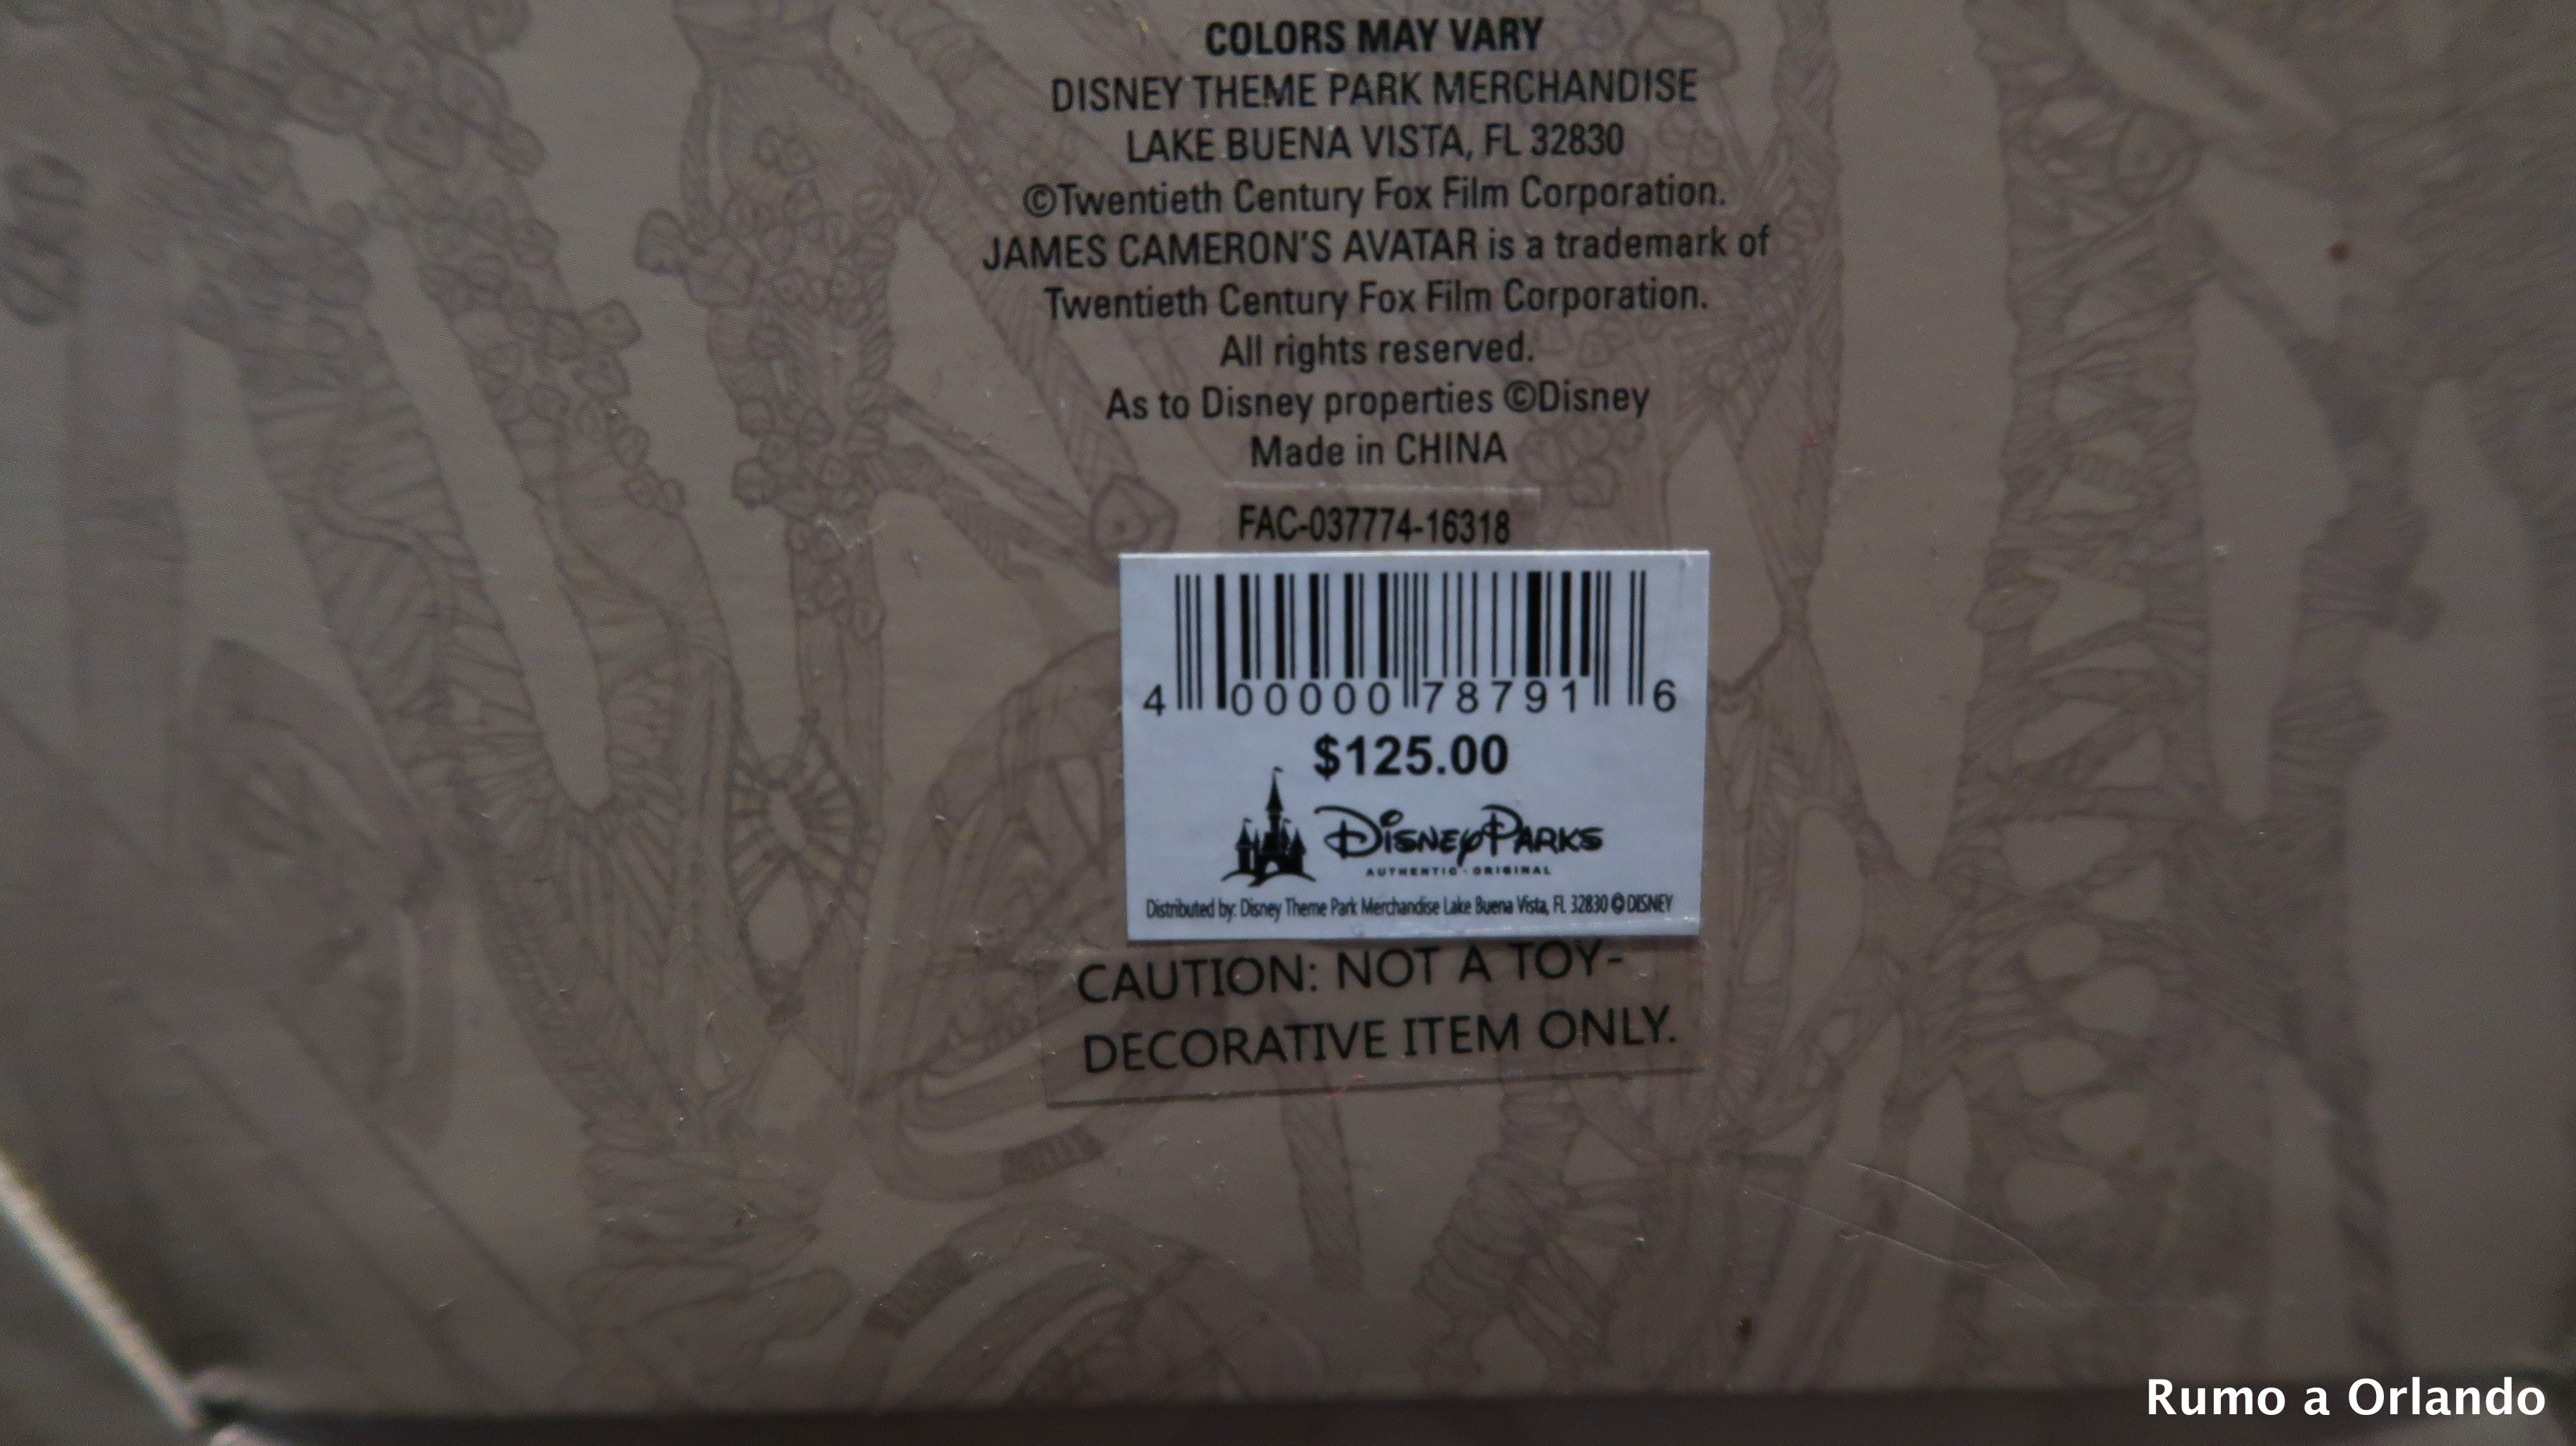 COLORS MAY VARY
DISNEY THEME PARK MERCHANDISE
LAKE BUENA VISTA, FL 32830
©Twentieth Century Fox Film Corporation.
JAMES CAMERON'S AVATAR is a trademark of
Twentieth Century Fox Film Corporation.
All rights reserved.
As to Disney properties ©Disney
Made in CHINA
FAC-037774-16318
4 00000 78791 6
$125.00
Disney Parks
AUTHENTIC · ORIGINAL
Distributed by: Disney Theme Park Merchandise Lake Buena Vista, FL 32830 © DISNEY
CAUTION: NOT A TOY-
DECORATIVE ITEM ONLY.
Rumo a Orlando